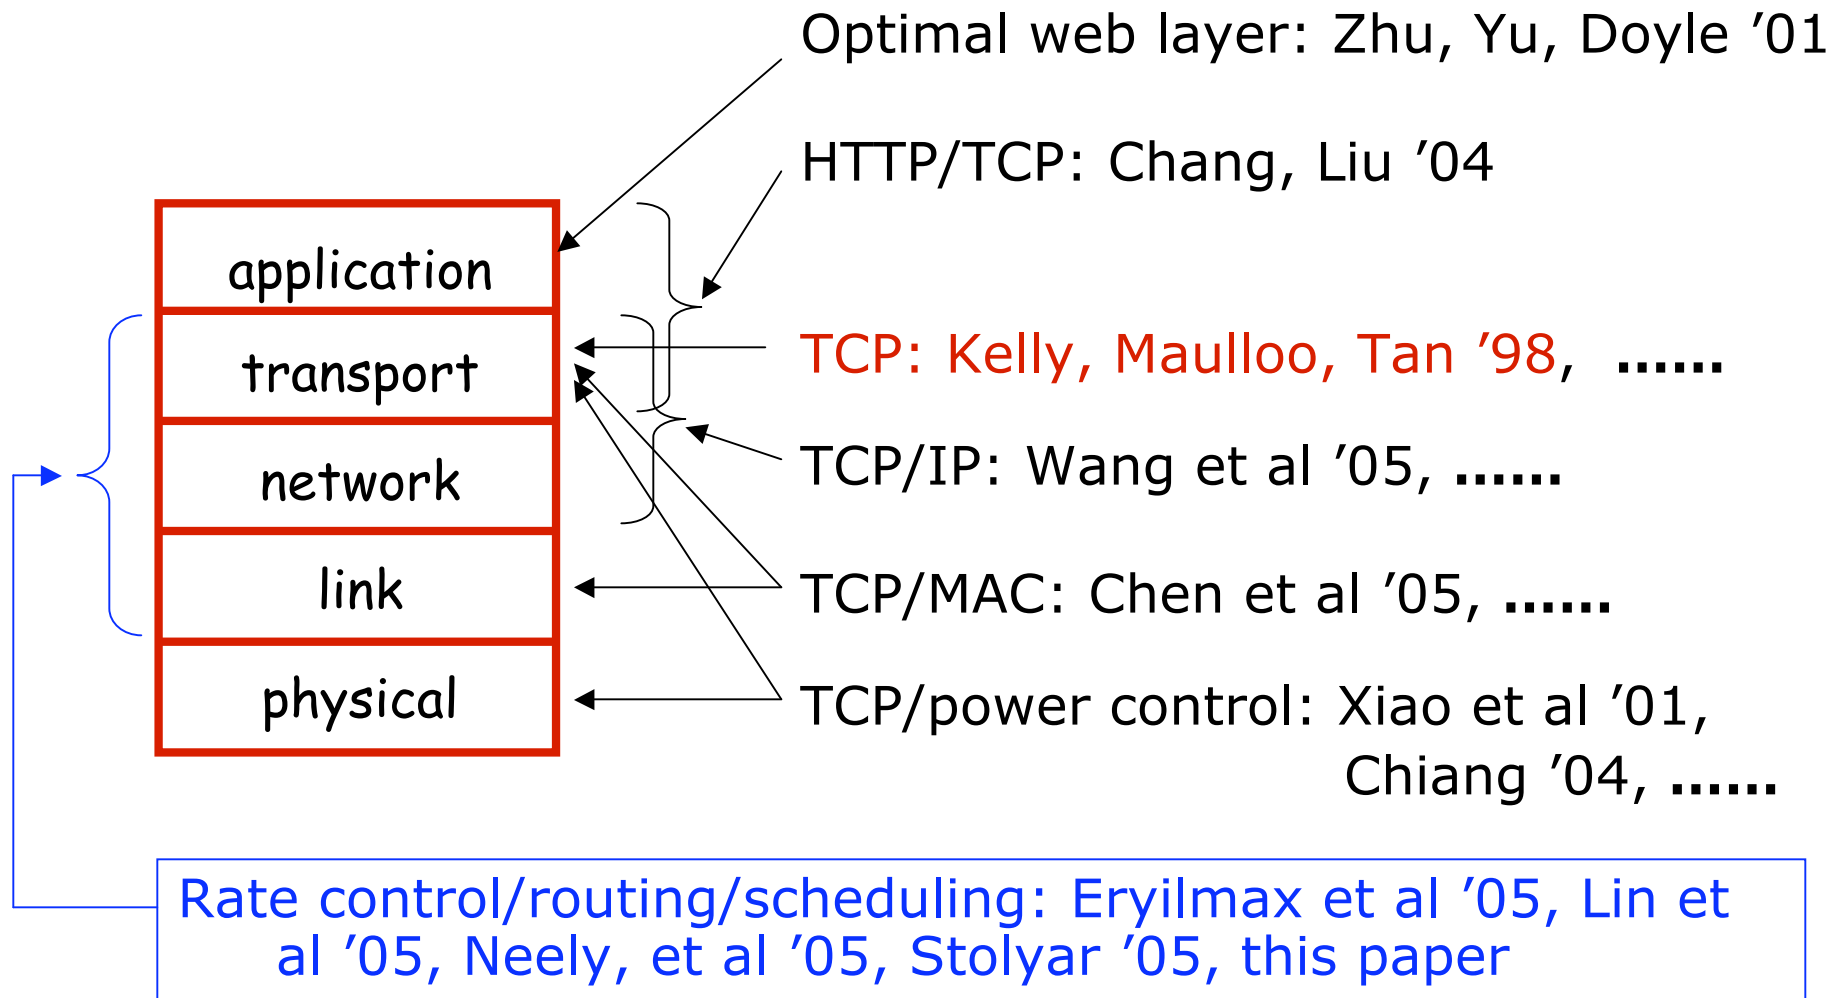 Optimal web layer: Zhu, Yu, Doyle ’01
HTTP/TCP: Chang, Liu ’04
application
transport
network
link
physical
TCP: Kelly, Maulloo, Tan ’98, ......
TCP/IP: Wang et al ’05, ......
TCP/MAC: Chen et al ’05, ......
TCP/power control: Xiao et al ’01,
Chiang ’04, ......
Rate control/routing/scheduling: Eryilmax et al ’05, Lin et
al ’05, Neely, et al ’05, Stolyar ’05, this paper